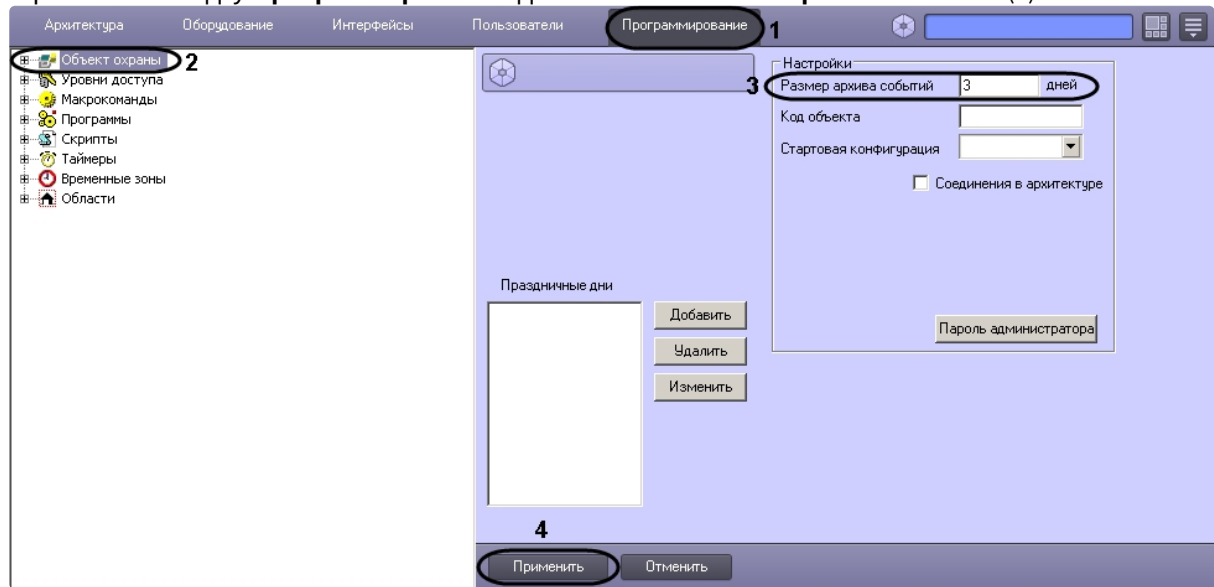 Архитектура Оборудование Интерфейсы Пользователи Программирование 1
Объект охраны 2
Уровни доступа
Макрокоманды
Программы
Скрипты
Таймеры
Временные зоны
Области
Настройки
3 Размер архива событий 3 дней
Код объекта
Стартовая конфигурация
Соединения в архитектуре
Пароль администратора
Праздничные дни
Добавить
Удалить
Изменить
4
Применить Отменить